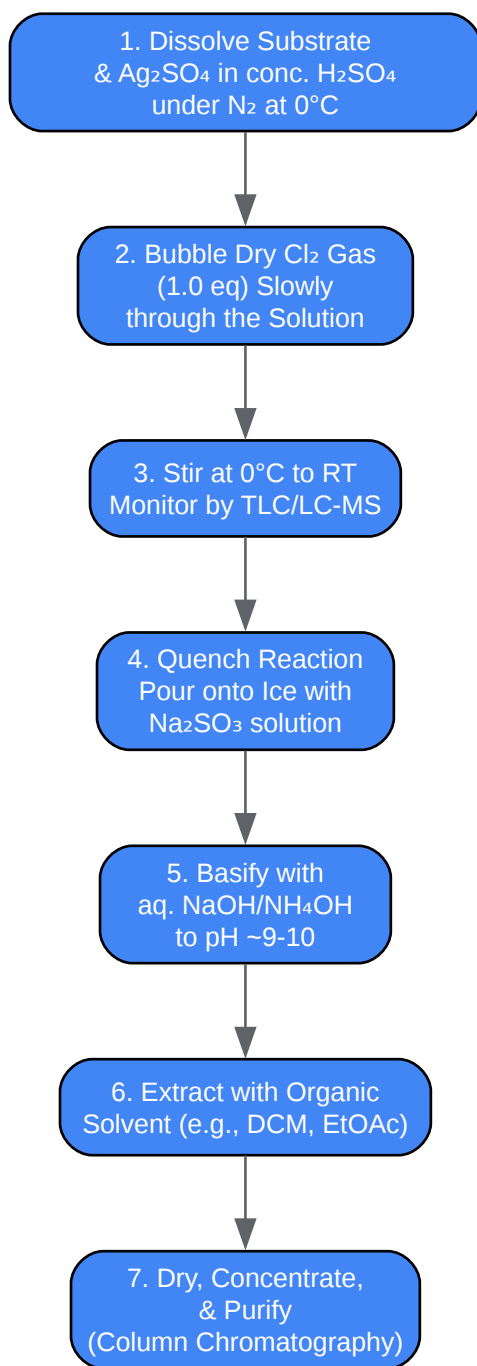 1. Dissolve Substrate
& Ag₂SO₄ in conc. H₂SO₄
under N₂ at 0°C
2. Bubble Dry Cl₂ Gas
(1.0 eq) Slowly
through the Solution
3. Stir at 0°C to RT
Monitor by TLC/LC-MS
4. Quench Reaction
Pour onto Ice with
Na₂SO₃ solution
5. Basify with
aq. NaOH/NH₄OH
to pH ~9-10
6. Extract with Organic
Solvent (e.g., DCM, EtOAc)
7. Dry, Concentrate,
& Purify
(Column Chromatography)